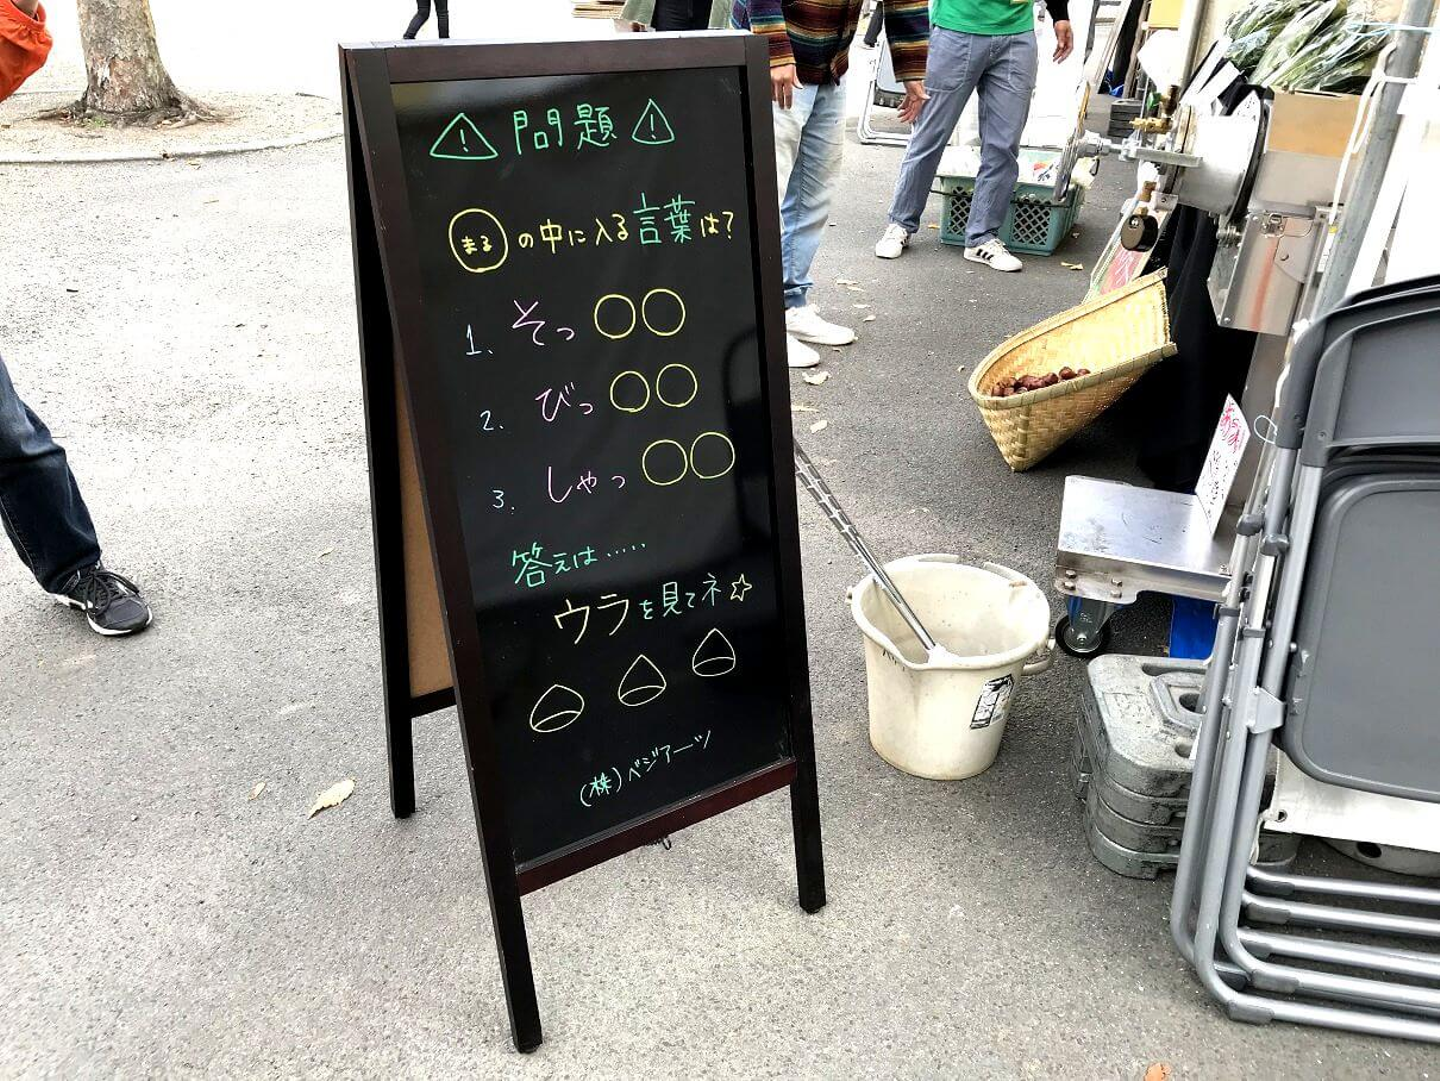 問題
まるの中に入る言葉は?
1. そっ○○
2. びっ○○
3. しゃっ○○
答えは.....
ウラを見てネ☆
(株)ベジアーツ